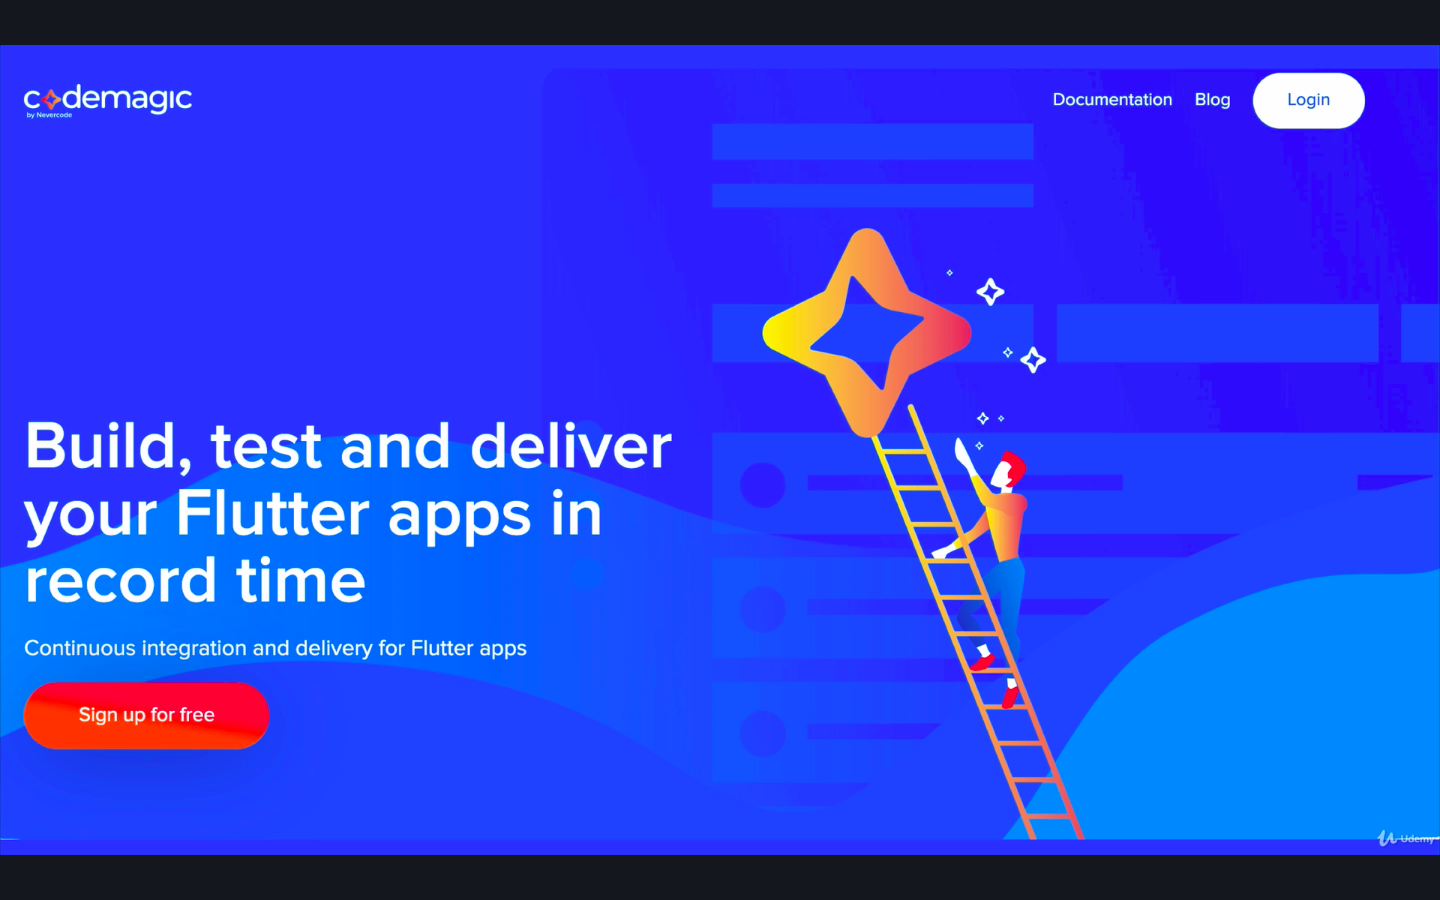 codemagic
by Nevercode
Documentation Blog Login
Build, test and deliver
your Flutter apps in
record time
Continuous integration and delivery for Flutter apps
Sign up for free
Udemy